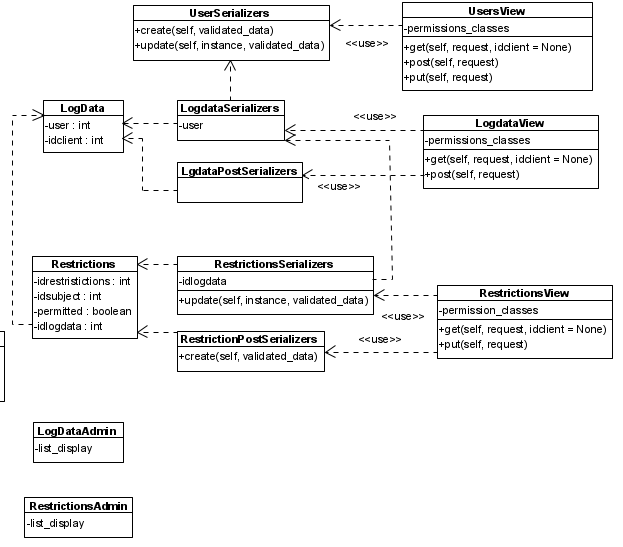 UserSerializers
+create(self, validated_data)
+update(self, instance, validated_data)
UsersView
-permissions_classes
+get(self, request, idclient = None)
+post(self, request)
+put(self, request)
<<use>>
LogData
-user : int
-idclient : int
LogdataSerializers
-user
<<use>>
LogdataView
-permissions_classes
+get(self, request, idclient = None)
+post(self, request)
LgdataPostSerializers
<<use>>
Restrictions
-idrestristictions : int
-idsubject : int
-permitted : boolean
-idlogdata : int
RestrictionsSerializers
-idlogdata
+update(self, instance, validated_data)
RestrictionsView
-permission_classes
+get(self, request, idclient = None)
+put(self, request)
<<use>>
RestrictionPostSerializers
+create(self, validated_data)
<<use>>
LogDataAdmin
-list_display
RestrictionsAdmin
-list_display